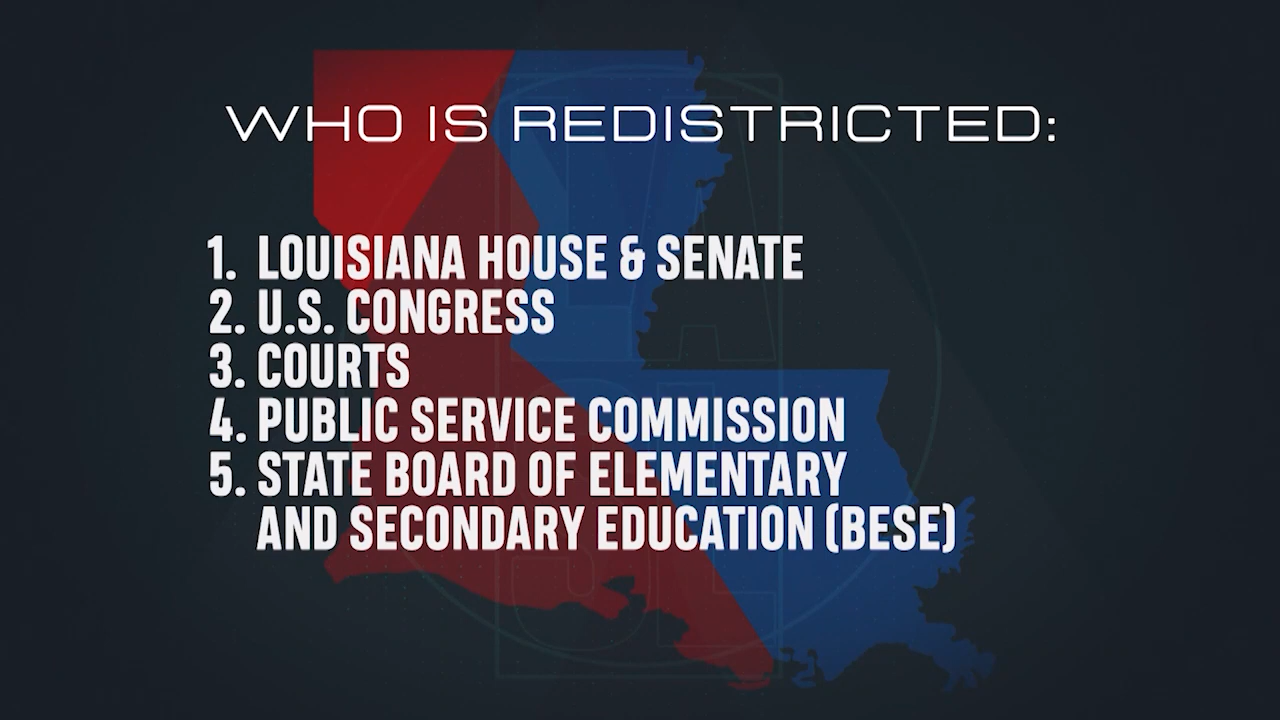 WHO IS REDISTRICTED:
1. LOUISIANA HOUSE & SENATE
2. U.S. CONGRESS
3. COURTS
4. PUBLIC SERVICE COMMISSION
5. STATE BOARD OF ELEMENTARY
AND SECONDARY EDUCATION (BESE)